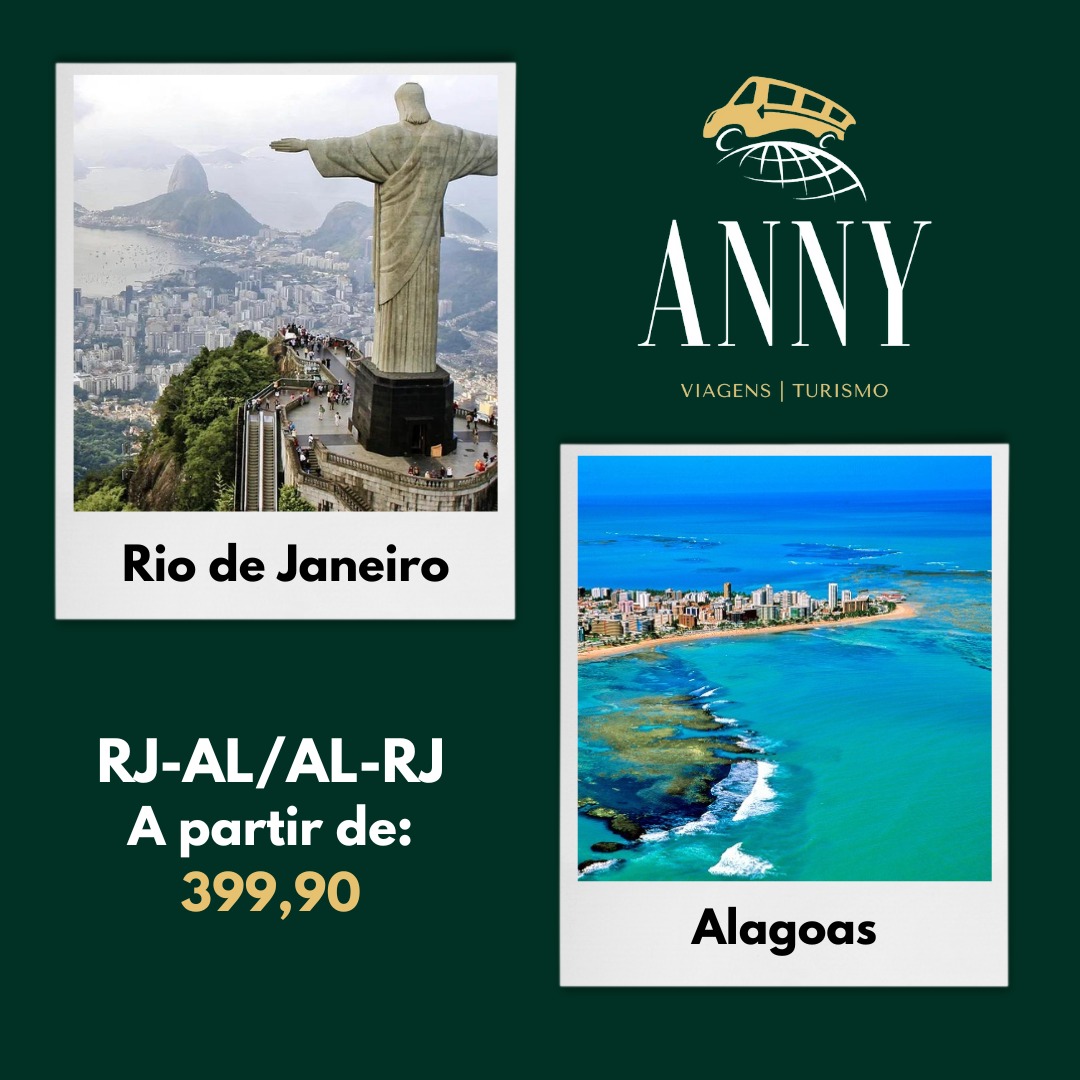 ANNY
VIAGENS | TURISMO
Rio de Janeiro
Alagoas
RJ-AL/AL-RJ
A partir de:
399,90